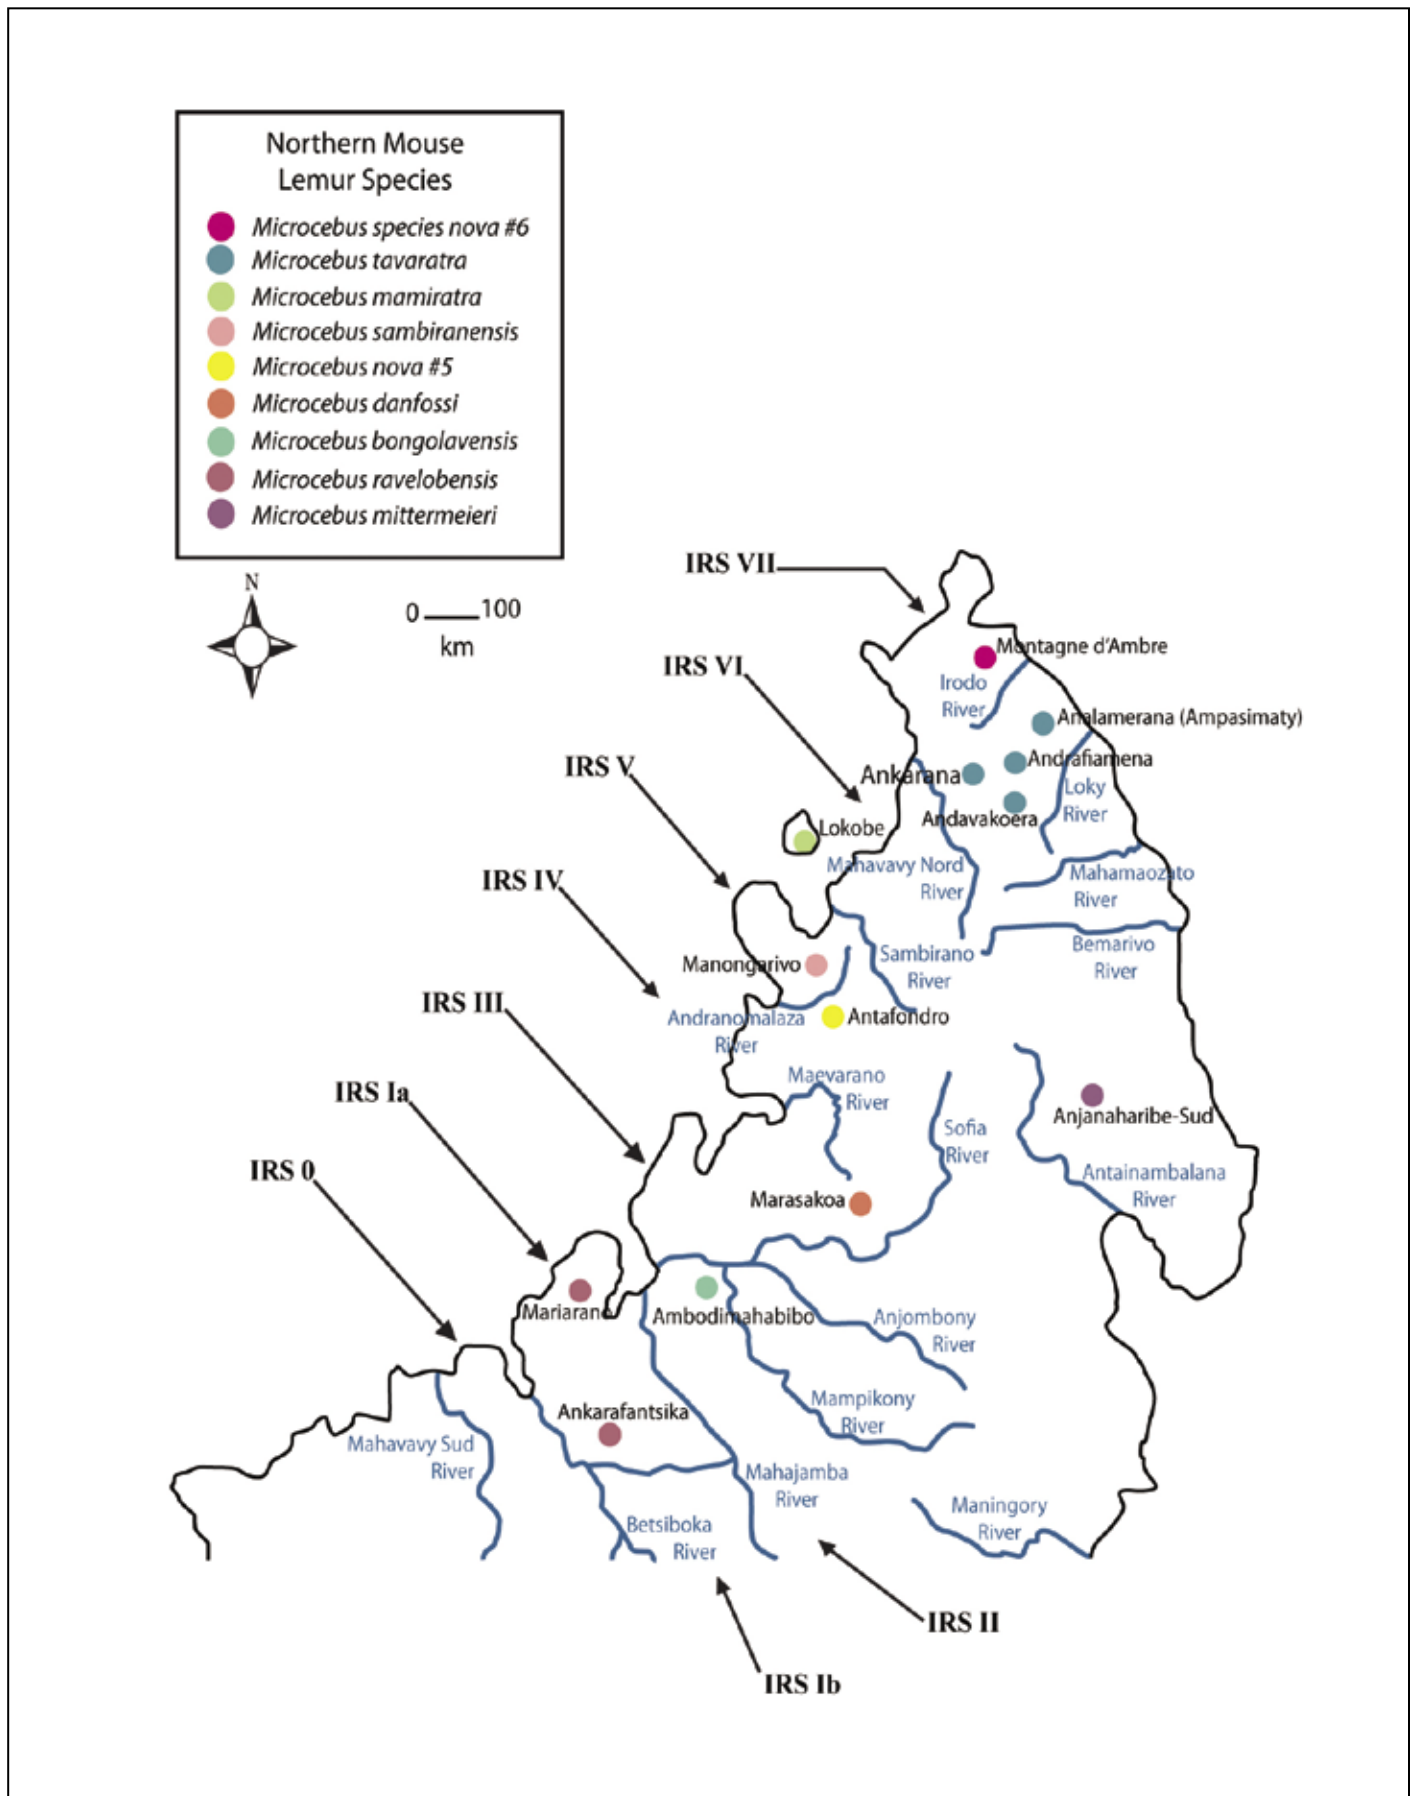 Northern Mouse
Lemur Species
Microcebus species nova #6
Microcebus tavaratra
Microcebus mamiratra
Microcebus sambiranensis
Microcebus nova #5
Microcebus danfossi
Microcebus bongolavensis
Microcebus ravelobensis
Microcebus mittermeieri
N
0
100
km
IRS VII
Montagne d'Ambre
IRS VI
Irodo
River
Analamerana (Ampasimaty)
IRS V
Andrafiamena
Ankarana
Loky
River
Andavakoera
Lokobe
Mahavavy Nord
River
Mahamaozato
River
IRS IV
Bemarivo
River
Sambirano
River
Manongarivo
IRS III
Andranomalaza
River
Antafondro
Maevarano
River
IRS Ia
Anjanaharibe-Sud
Sofia
River
IRS 0
Antainambalana
River
Marasakoa
Mariarano
Ambodimahabibo
Anjombony
River
Mampikony
River
Ankarafantsika
Mahavavy Sud
River
Mahajamba
River
Maningory
River
Betsiboka
River
IRS II
IRS Ib